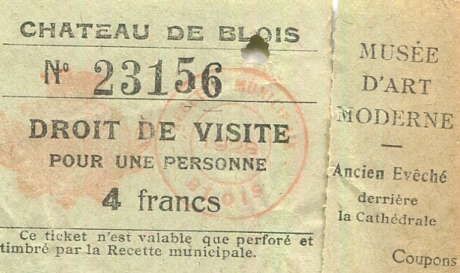 CHATEAU DE BLOIS
No 23156
DROIT DE VISITE
POUR UNE PERSONNE
4 francs
Ce ticket n'est valable que perforé et
timbré par la Recette municipale.
MUSÉE
D'ART
MODERNE
Ancien Evêché
derrière
la Cathédrale
Coupons
BLOIS